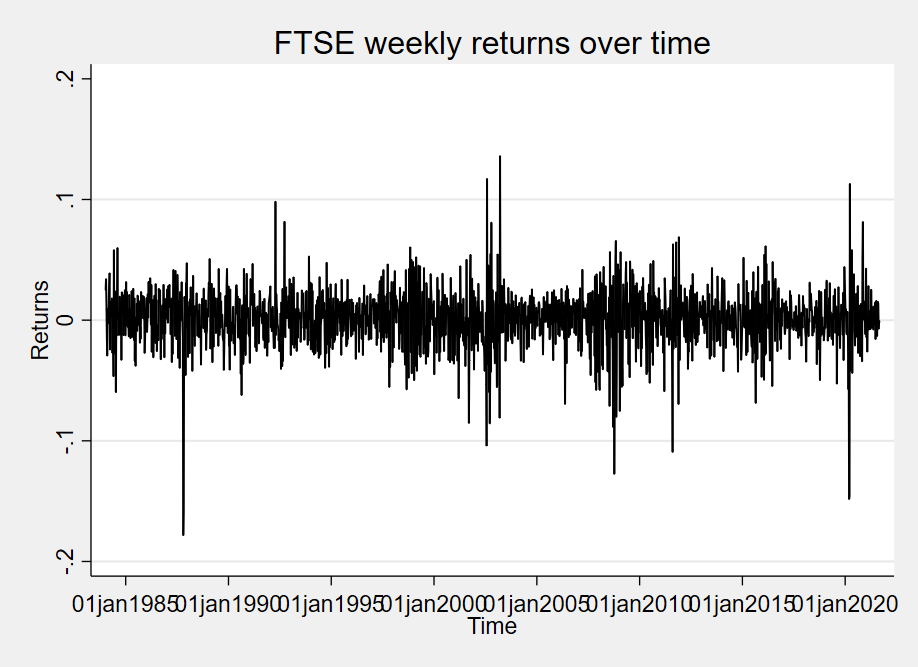 FTSE weekly returns over time
.2
.1
0
-.1
-.2
Returns
01jan1985 01jan1990 01jan1995 01jan2000 01jan2005 01jan2010 01jan2015 01jan2020
Time